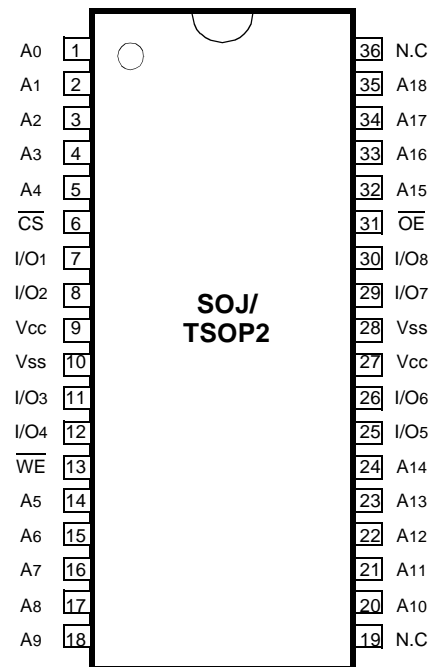 A0 1 36 N.C
A1 2 35 A18
A2 3 34 A17
A3 4 33 A16
A4 5 32 A15
C̅S̅ 6 31 O̅E̅
I/O1 7 30 I/O8
I/O2 8 29 I/O7
SOJ/
TSOP2
Vcc 9 28 Vss
Vss 10 27 Vcc
I/O3 11 26 I/O6
I/O4 12 25 I/O5
W̅E̅ 13 24 A14
A5 14 23 A13
A6 15 22 A12
A7 16 21 A11
A8 17 20 A10
A9 18 19 N.C